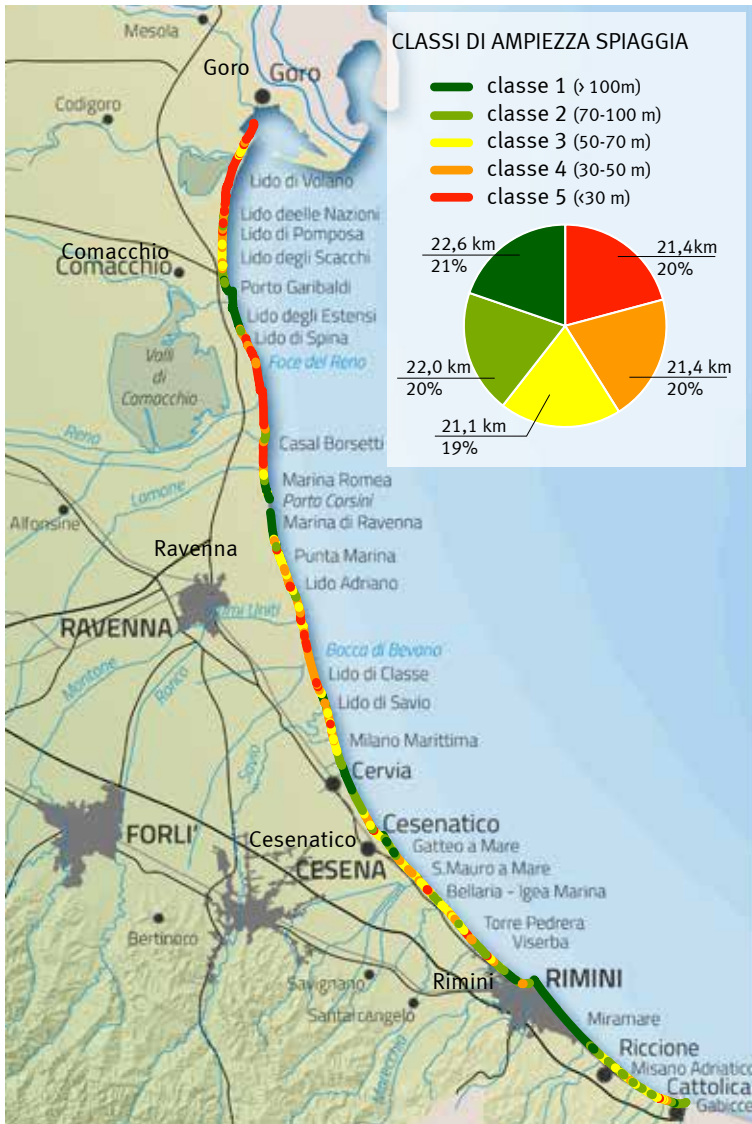 CLASSI DI AMPIEZZA SPIAGGIA
classe 1 (> 100m)
classe 2 (70-100 m)
classe 3 (50-70 m)
classe 4 (30-50 m)
classe 5 (<30 m)
22,6 km
21%
21,4km
20%
22,0 km
20%
21,4 km
20%
21,1 km
19%
Mesola
Goro
Goro
Codigoro
Lido di Volano
Lido deelle Nazioni
Lido di Pomposa
Comacchio
Comacchio
Lido degli Scacchi
Porto Garibaldi
Lido degli Estensi
Lido di Spina
Valli
di
Comacchio
Foce del Reno
Reno
Casal Borsetti
Lamone
Marina Romea
Porto Corsini
Alfonsine
Marina di Ravenna
Ravenna
Punta Marina
Lido Adriano
RAVENNA
Uniti
Montone
Ronco
Bocca di Bevano
Lido di Classe
Lido di Savio
Savio
Milano Marittima
Cervia
FORLI'
Cesenatico
Cesenatico
CESENA
Gatteo a Mare
S.Mauro a Mare
Bellaria - Igea Marina
Bertinoro
Torre Pedrera
Viserba
Savignano
Rimini
RIMINI
Santarcangelo
Miramare
Marecchia
Riccione
Misano Adriatico
Cattolica
Gabicce